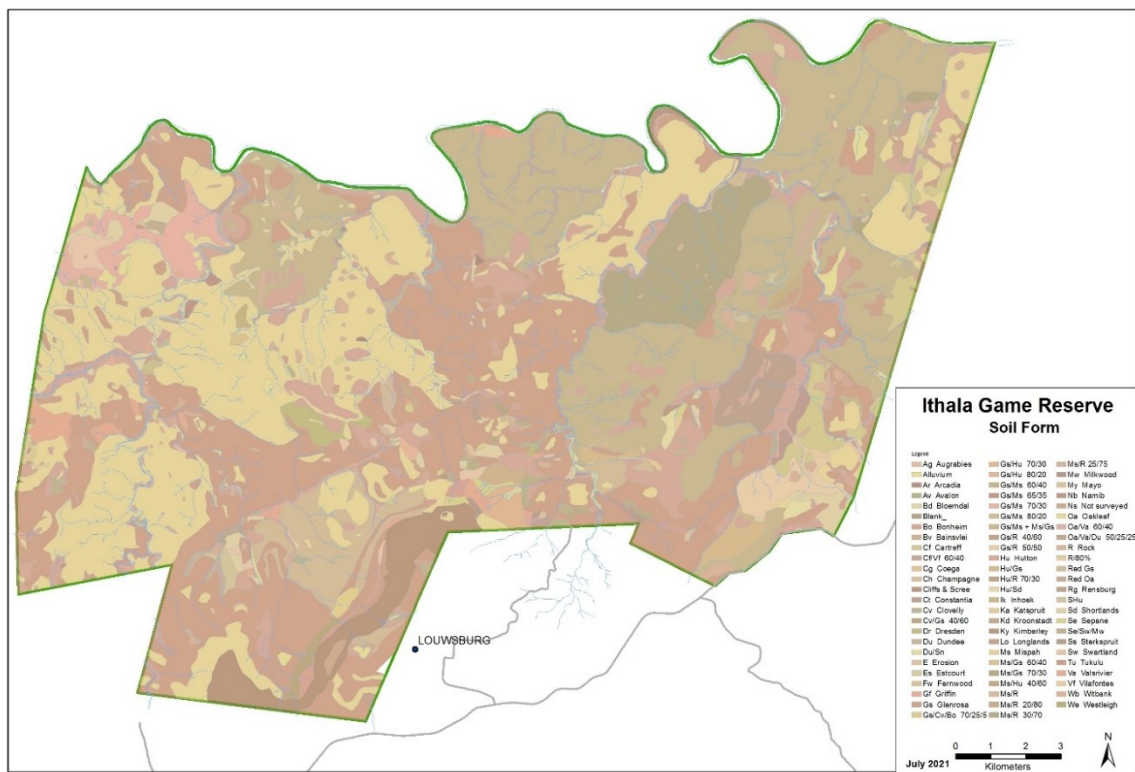 LOUWSBURG
Ithala Game Reserve
Soil Form
Legend
Ag Augrabies
Alluvium
Ar Arcadia
Av Avalon
Bd Bloemdal
Blank_
Bo Bonheim
Bv Bainsvlei
Cf Cartreff
Cf/Vf 60/40
Cg Coega
Ch Champagne
Cliffs & Scree
Ct Constantia
Cv Clovelly
Cv/Gs 40/60
Dr Dresden
Du Dundee
Du/Sn
E Erosion
Es Estcourt
Fw Fernwood
Gf Griffin
Gs Glenrosa
Gs/Cv/Bo 70/25/5
Gs/Hu 70/30
Gs/Hu 80/20
Gs/Ms 60/40
Gs/Ms 65/35
Gs/Ms 70/30
Gs/Ms 80/20
Gs/Ms + Ms/Gs
Gs/R 40/60
Gs/R 50/50
Hu Hutton
Hu/Gs
Hu/R 70/30
Hu/Sd
Ik Inhoek
Ka Katspruit
Kd Kroonstadt
Ky Kimberley
Lo Longlands
Ms Mispah
Ms/Gs 60/40
Ms/Gs 70/30
Ms/Hu 40/60
Ms/R
Ms/R 20/80
Ms/R 30/70
Ms/R 25/75
Mw Milkwood
My Mayo
Nb Namib
Ns Not surveyed
Oa Oakleaf
Oa/Va 60/40
Oa/Va/Du 50/25/25
R Rock
R/80%
Red Gs
Red Oa
Rg Rensburg
SHu
Sd Shortlands
Se Sepane
Se/Sw/Mw
Ss Sterkspruit
Sw Swartland
Tu Tukulu
Va Valsrivier
Vf Vilafontes
Wb Witbank
We Westleigh
July 2021
0 1 2 3
Kilometers
N